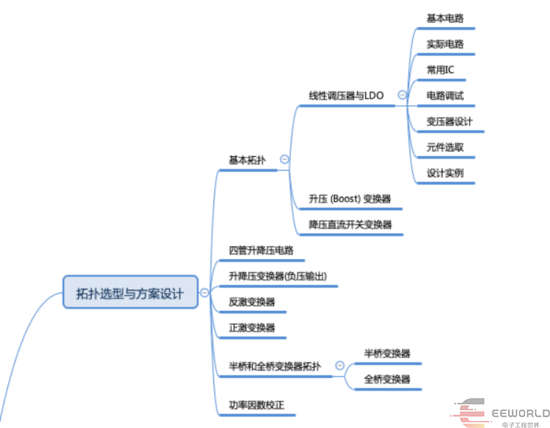 基本电路
实际电路
常用IC
线性调压器与LDO
电路调试
变压器设计
元件选取
基本拓扑
设计实例
升压 (Boost) 变换器
降压直流开关变换器
四管升降压电路
升降压变换器(负压输出)
拓扑选型与方案设计
反激变换器
正激变换器
半桥变换器
半桥和全桥变换器拓扑
全桥变换器
功率因数校正
EEWORLD
电子工程世界